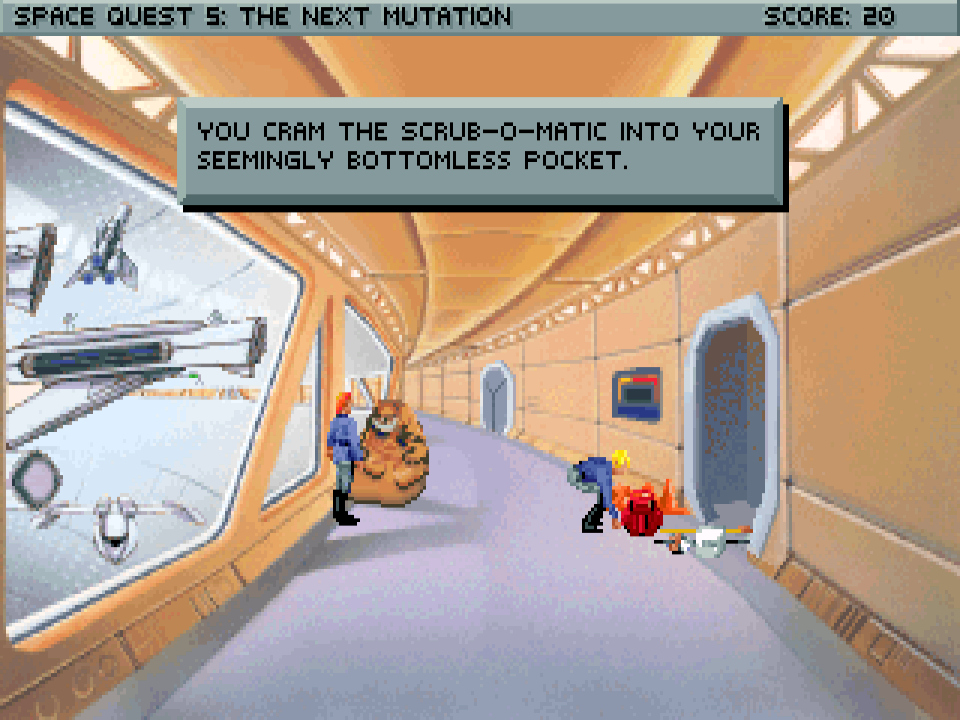 SPACE QUEST 5: THE NEXT MUTATION SCORE: 20
YOU CRAM THE SCRUB-O-MATIC INTO YOUR
SEEMINGLY BOTTOMLESS POCKET.